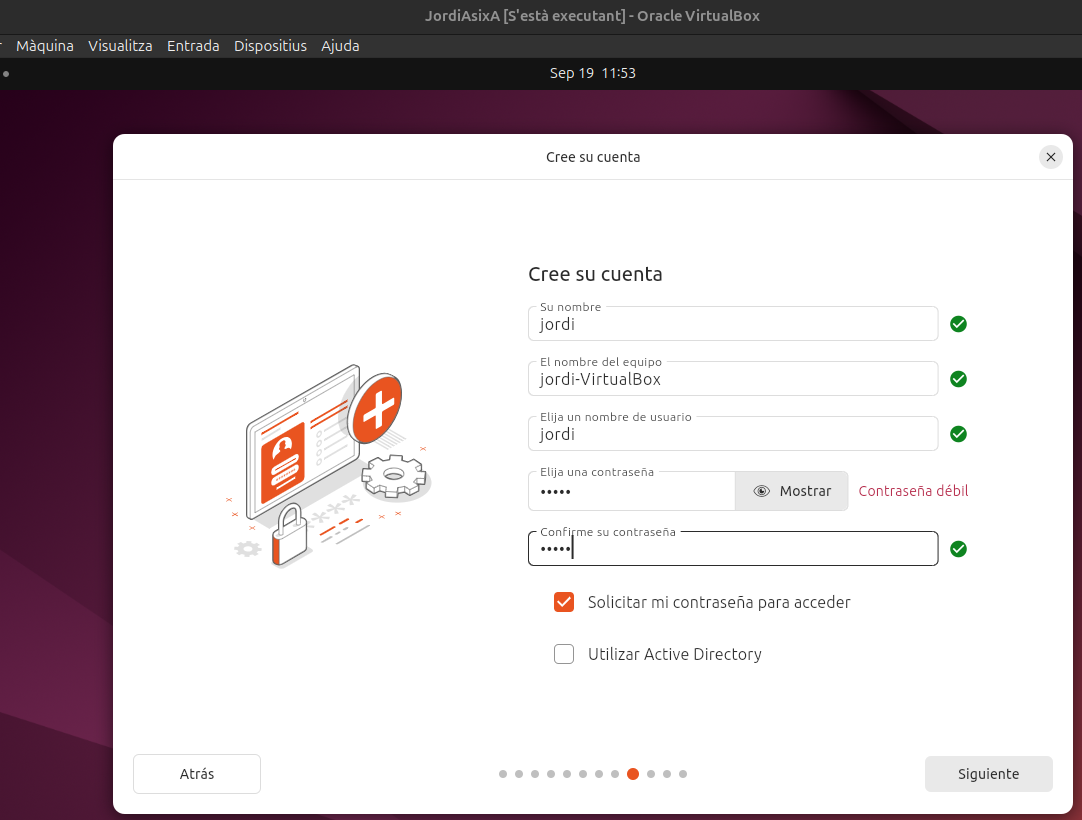 JordiAsixA [S'està executant] - Oracle VirtualBox
Màquina Visualitza Entrada Dispositius Ajuda
Sep 19 11:53
Cree su cuenta
Cree su cuenta
Su nombre
jordi
El nombre del equipo
jordi-VirtualBox
Elija un nombre de usuario
jordi
Elija una contraseña
••••• Mostrar Contraseña débil
Confirme su contraseña
•••••
Solicitar mi contraseña para acceder
Utilizar Active Directory
Atrás Siguiente